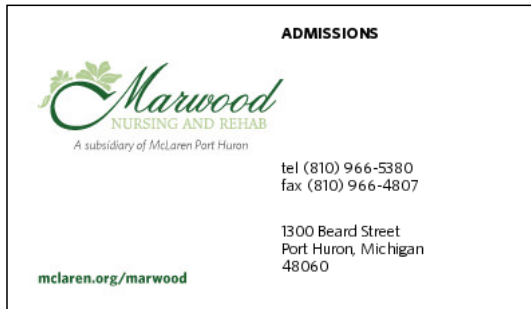 ADMISSIONS
Marwood
NURSING AND REHAB
A subsidiary of McLaren Port Huron
tel (810) 966-5380
fax (810) 966-4807
1300 Beard Street
Port Huron, Michigan
48060
mclaren.org/marwood